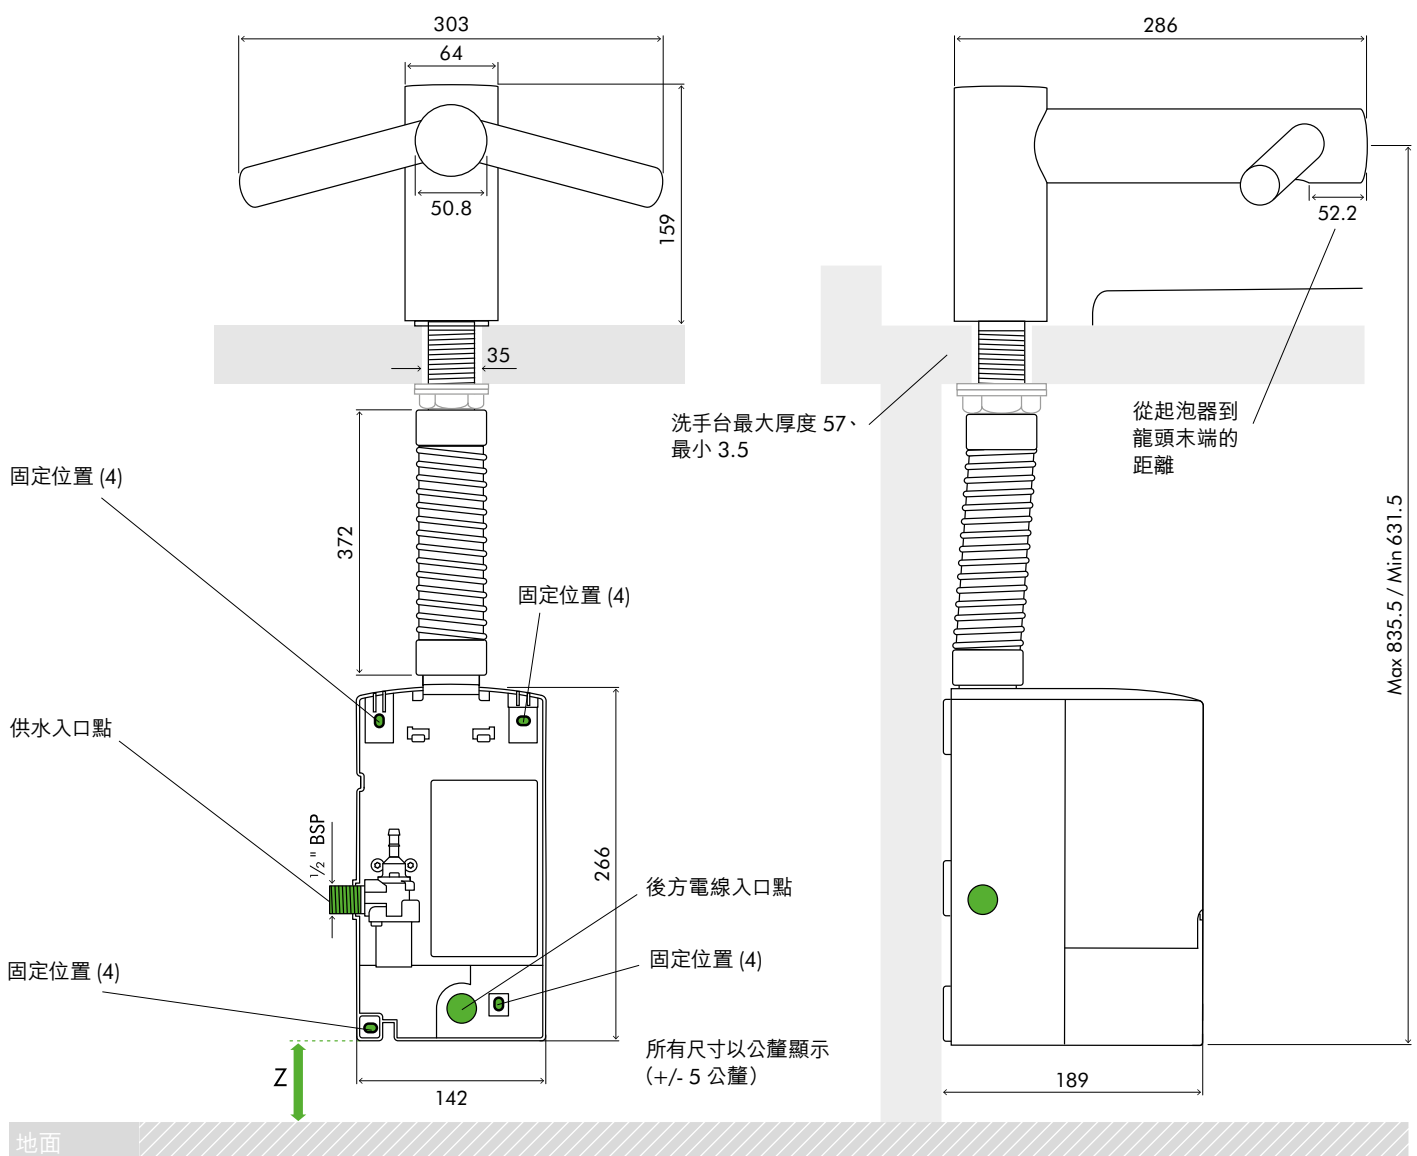 303
64
286
50.8
159
52.2
35
洗手台最大厚度 57、
最小 3.5
從起泡器到
龍頭末端的
距離
固定位置 (4)
372
Max 835.5 / Min 631.5
固定位置 (4)
供水入口點
1/2" BSP
266
後方電線入口點
固定位置 (4)
固定位置 (4)
所有尺寸以公釐顯示
(+/- 5 公釐)
Z
142
189
地面